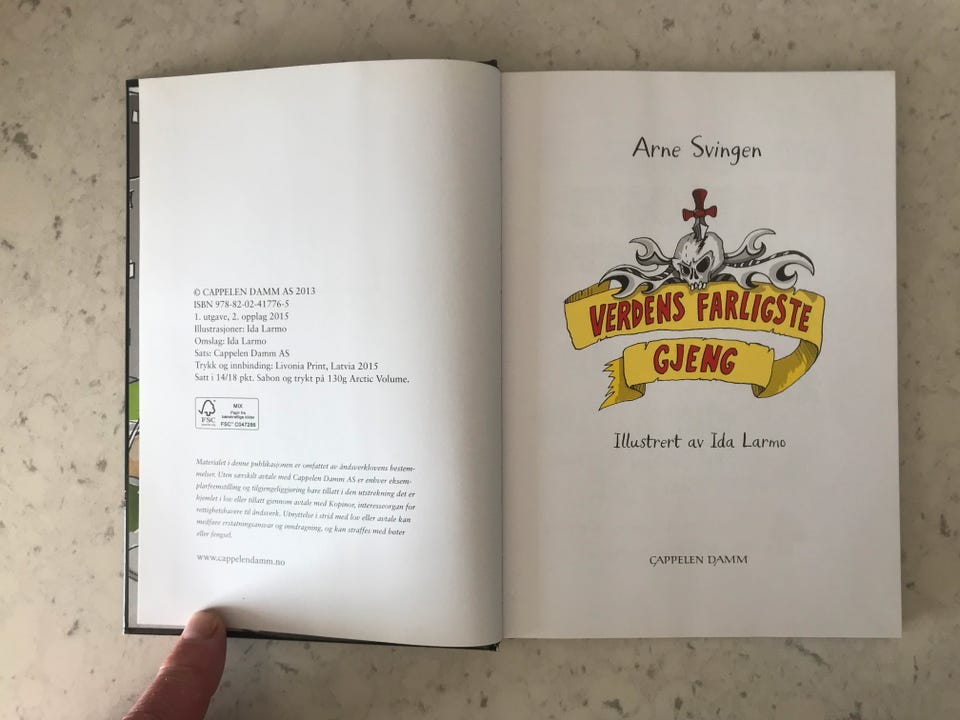 © CAPPELEN DAMM AS 2013
ISBN 978-82-02-41776-5
1. utgave, 2. opplag 2015
Illustrasjoner: Ida Larmo
Omslag: Ida Larmo
Sats: Cappelen Damm AS
Trykk og innbinding: Livonia Print, Latvia 2015
Satt i 14/18 pkt. Sabon og trykt på 130g Arctic Volume.
FSC
MIX
Papir fra
FSC® C047285
Materialet i denne publikasjonen er omfattet av åndsverklovens bestem-
melser. Uten særskilt avtale med Cappelen Damm AS er enhver eksem-
plarfremstilling og tilgjengeliggjøring bare tillatt i den utstrekning det er
hjemlet i lov eller tillatt gjennom avtale med Kopinor, interesseorgan for
rettighetshavere til åndsverk. Utnyttelse i strid med lov eller avtale kan
medføre erstatningsansvar og inndragning, og kan straffes med bøter
eller fengsel.
www.cappelendamm.no
Arne Svingen
VERDENS FARLIGSTE
GJENG
Illustrert av Ida Larmo
CAPPELEN DAMM